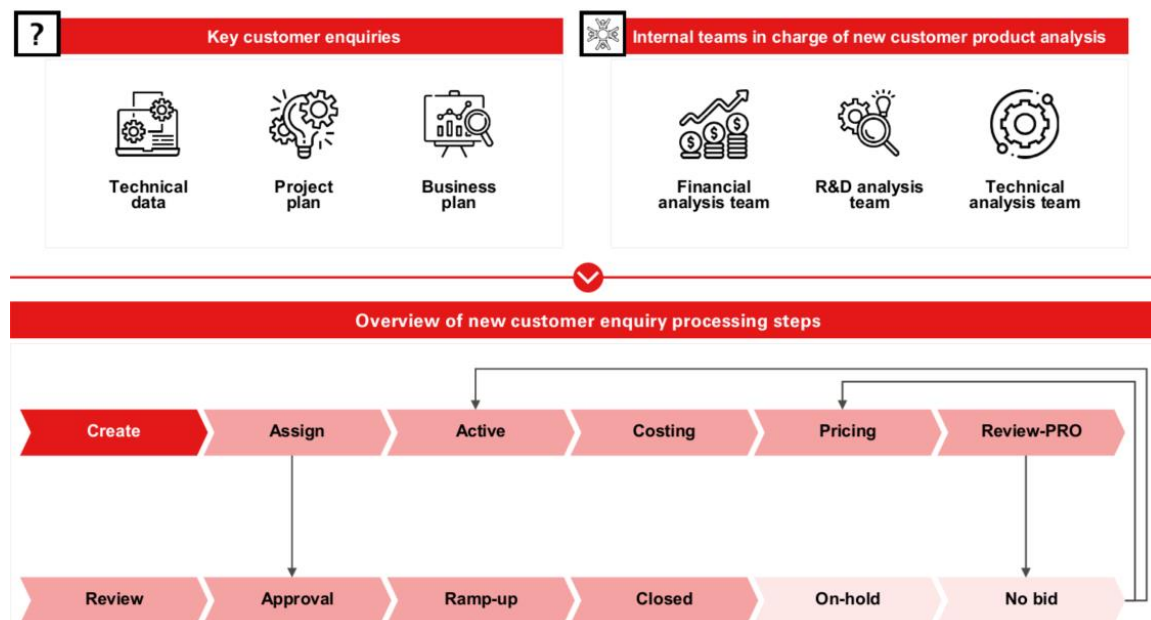 ?
Key customer enquiries
Technical
data
Project
plan
Business
plan
Internal teams in charge of new customer product analysis
$ $ $
Financial
analysis team
R&D analysis
team
Technical
analysis team
Overview of new customer enquiry processing steps
Create
Assign
Active
Costing
Pricing
Review-PRO
Review
Approval
Ramp-up
Closed
On-hold
No bid